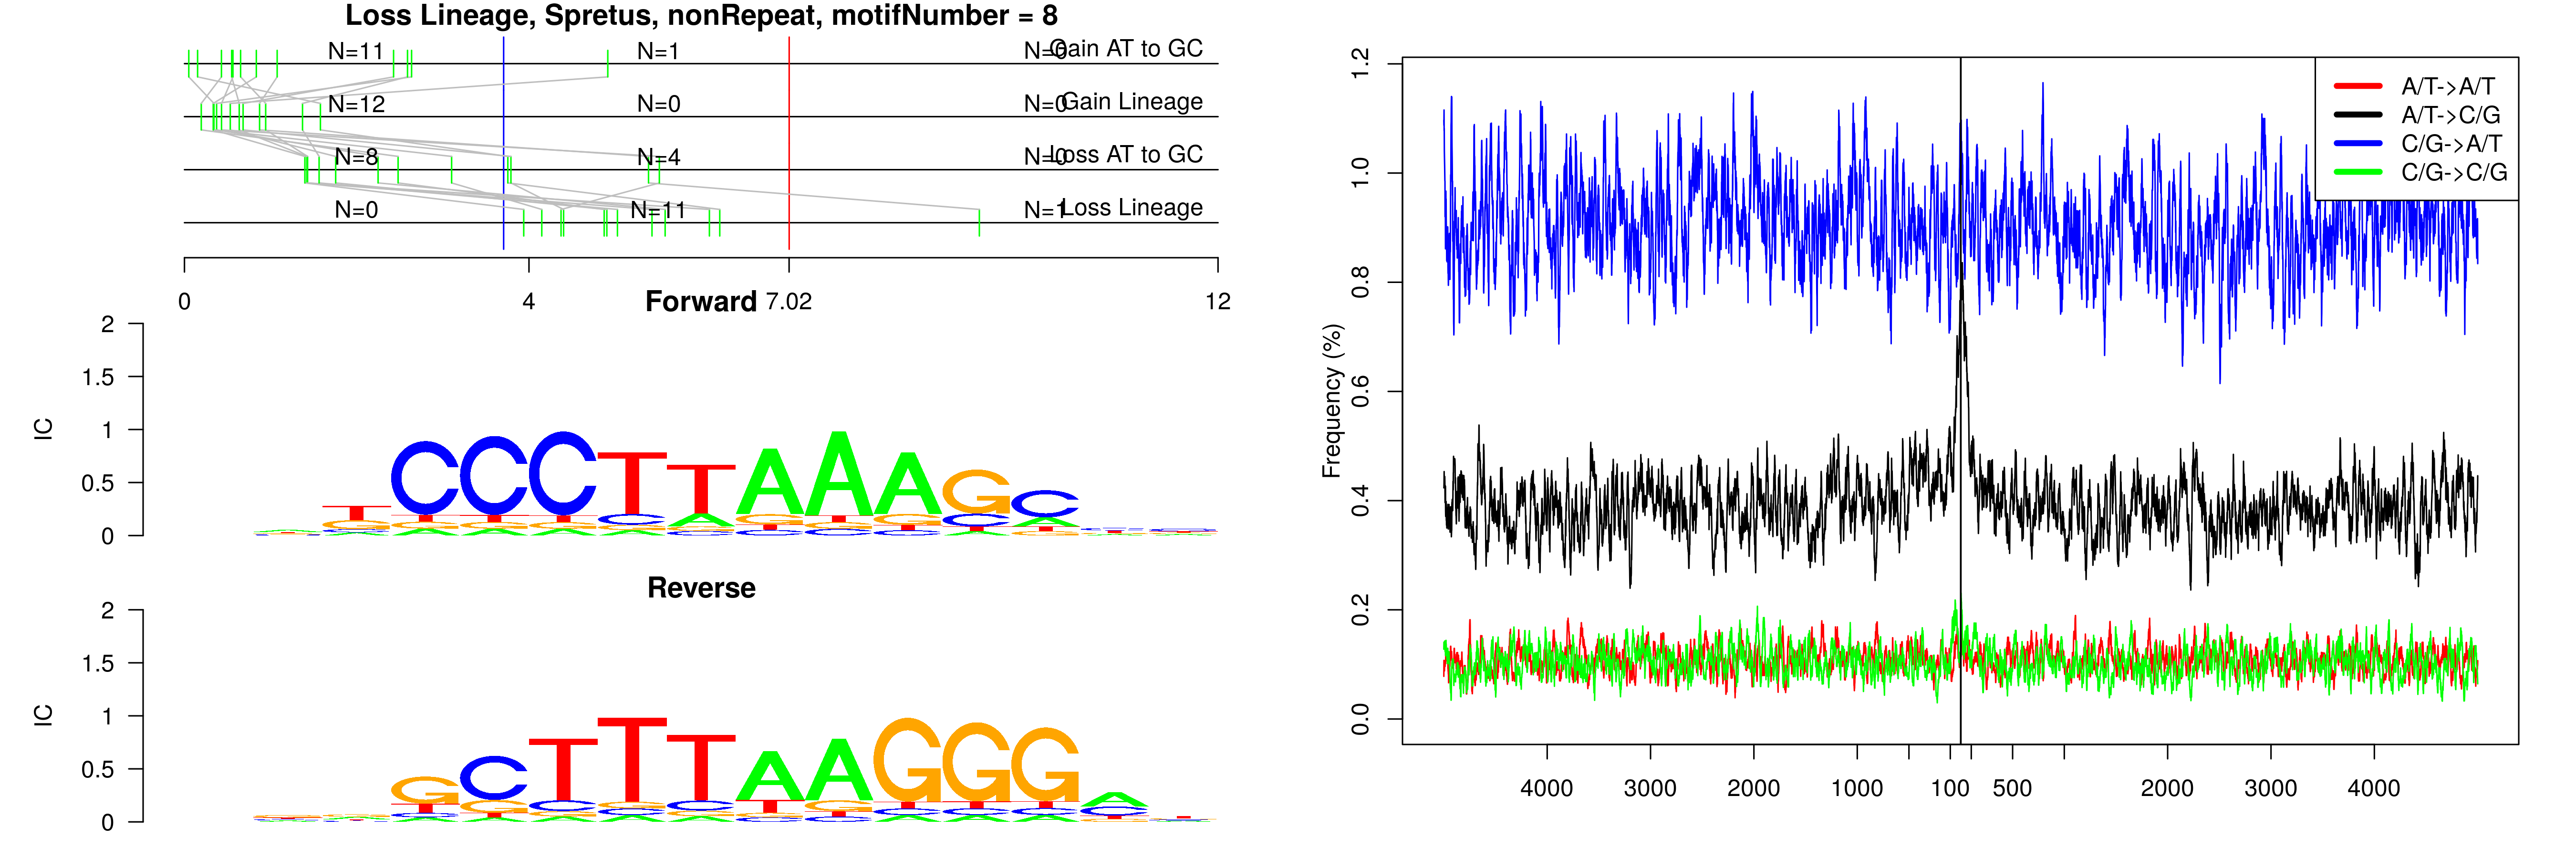 Loss Lineage, Spretus, nonRepeat, motifNumber = 8
N=11 N=1 N=0 Gain AT to GC
N=12 N=0 N=0 Gain Lineage
N=8 N=4 N=0 Loss AT to GC
N=0 N=11 N=1 Loss Lineage
0 4 7.02 12
Forward
IC
2
1.5
1
0.5
0
TCCCTTAAAGC
Reverse
IC
2
1.5
1
0.5
0
GCTTTAAGGGA
Frequency (%)
1.2
1.0
0.8
0.6
0.4
0.2
0.0
A/T->A/T
A/T->C/G
C/G->A/T
C/G->C/G
4000 3000 2000 1000 100 500 2000 3000 4000